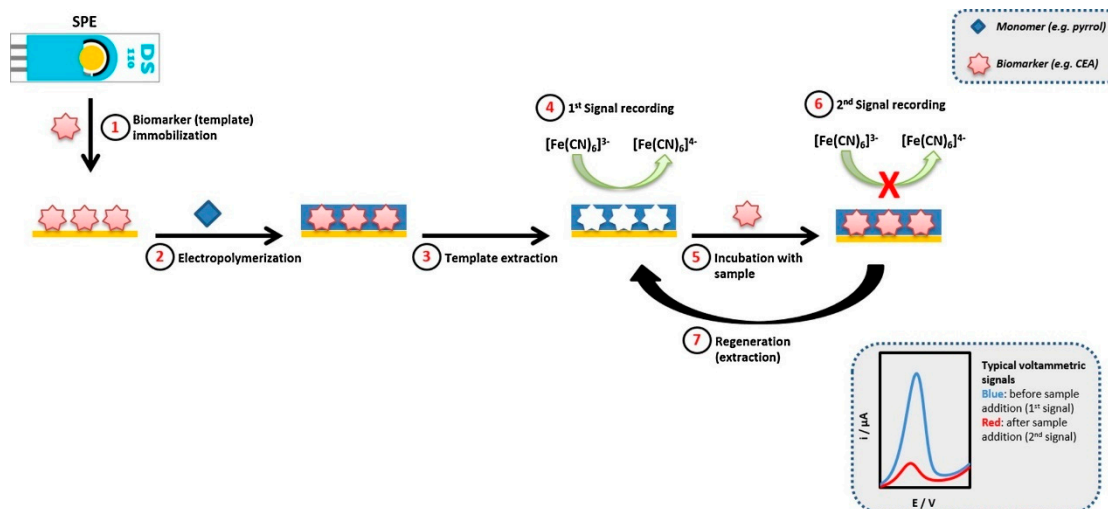 SPE
DS
110
1 Biomarker (template)
immobilization
2 Electropolymerization
3 Template extraction
4 1st Signal recording
[Fe(CN)6]3- [Fe(CN)6]4-
5 Incubation with
sample
6 2nd Signal recording
[Fe(CN)6]3- [Fe(CN)6]4-
X
7 Regeneration
(extraction)
Monomer (e.g. pyrrol)
Biomarker (e.g. CEA)
i / µA
E / V
Typical voltammetric
signals
Blue: before sample
addition (1st signal)
Red: after sample
addition (2nd signal)